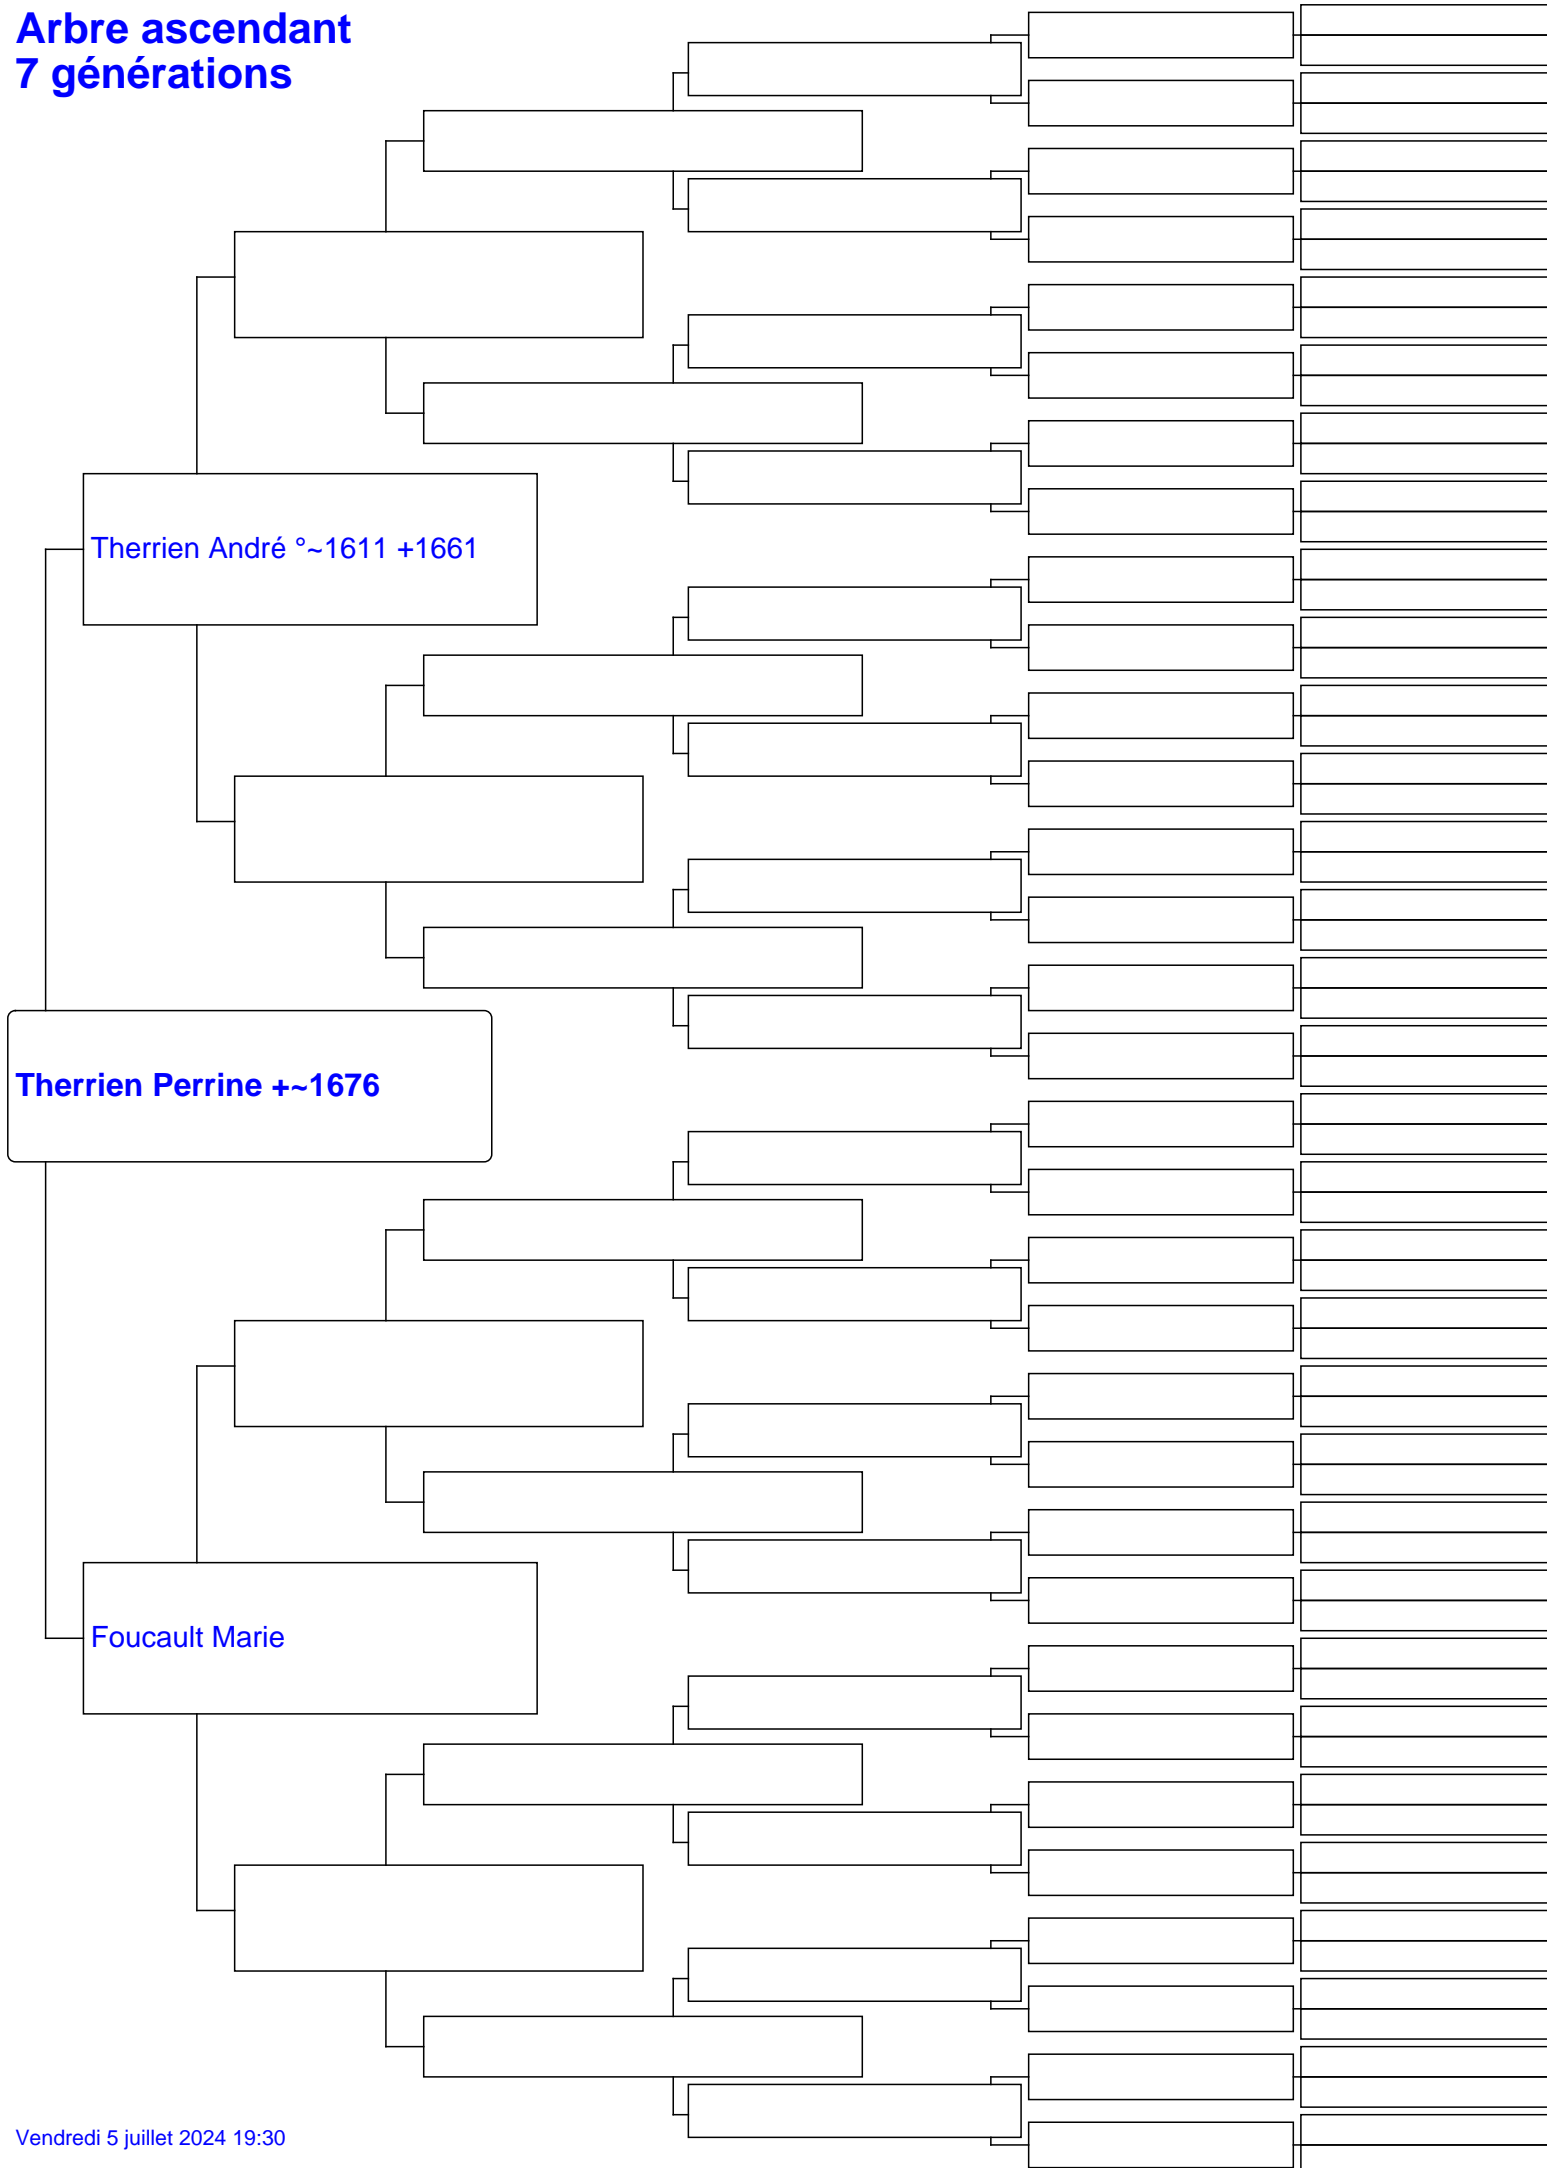 Arbre ascendant
7 générations
Therrien André °~1611 +1661
Therrien Perrine +~1676
Foucault Marie
Vendredi 5 juillet 2024 19:30